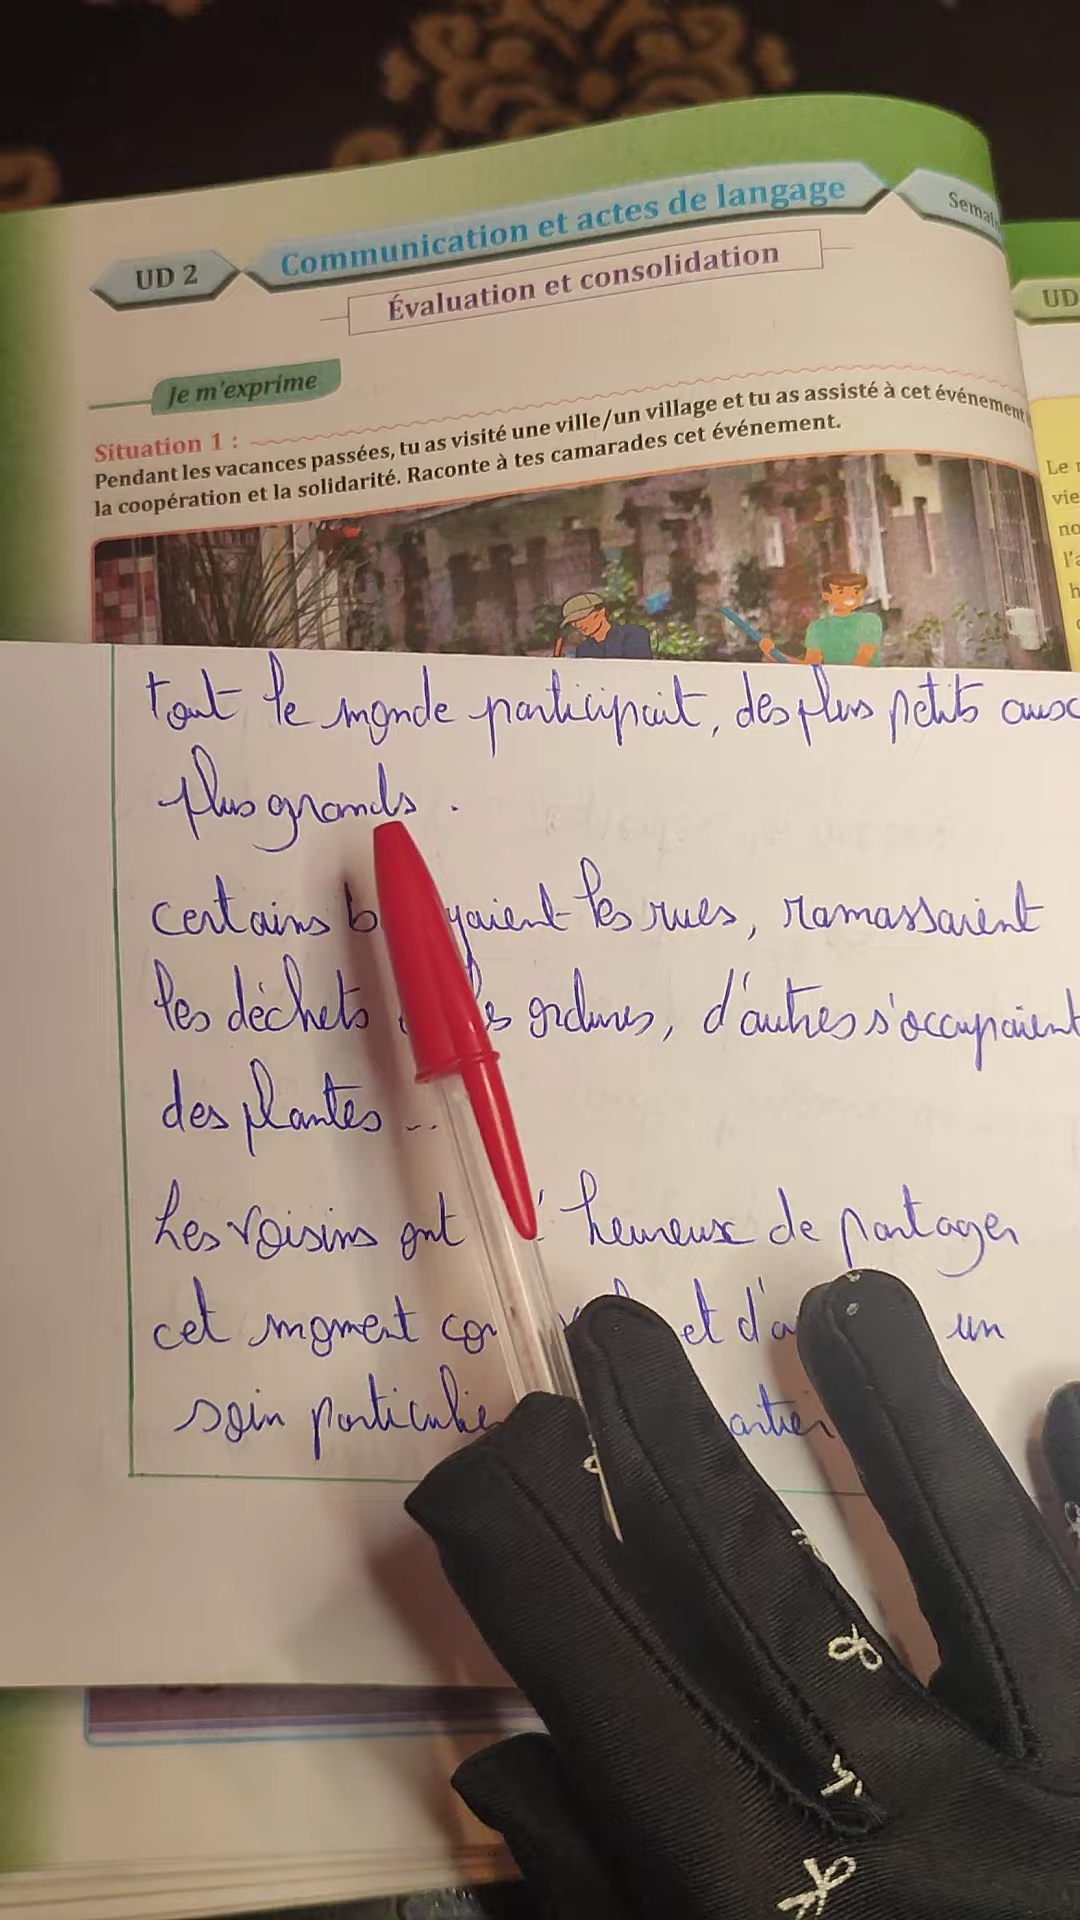 Communication et actes de langage
UD 2
Évaluation et consolidation
UD
Je m'exprime
Situation 1 :
Pendant les vacances passées, tu as visité une ville/un village et tu as assisté à cet événement
la coopération et la solidarité. Raconte à tes camarades cet événement.
Le
vie
no
l'a
tout le monde participait, des plus petits aux
plus grands.
certains les rues, ramassaient
les déchets ordures, d'autres s'occupaient
des plantes ...
Les voisins ont heureux de partager
cet moment et un
soin